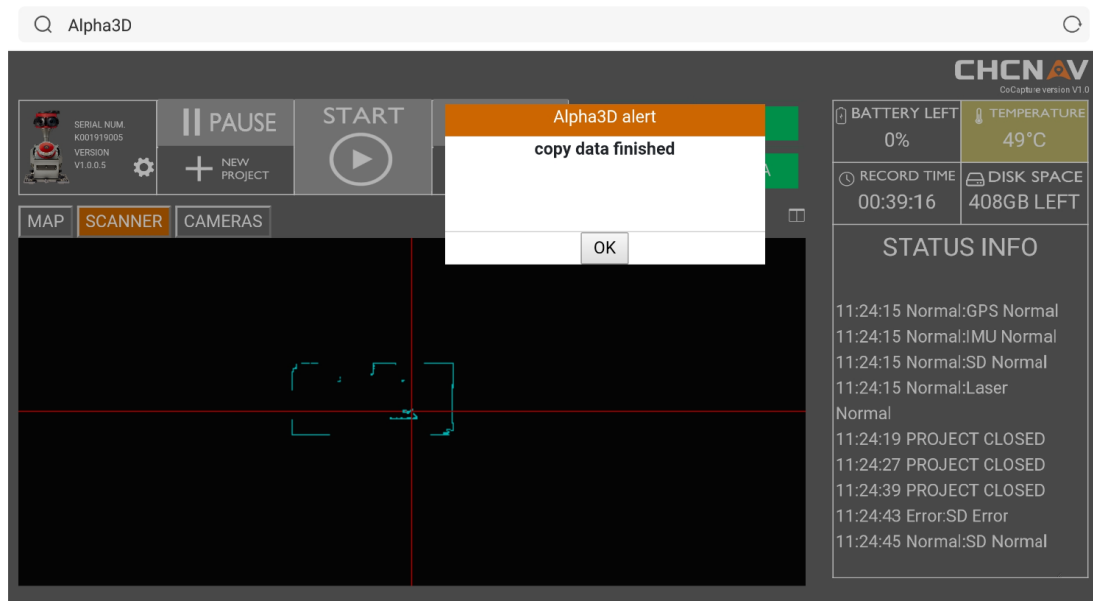 Alpha3D
CHCNAV
CoCapture version V1.0
SERIAL NUM.
K001919005
VERSION
V1.0.0.5
PAUSE
NEW
PROJECT
START
Alpha3D alert
copy data finished
OK
A
BATTERY LEFT
0%
TEMPERATURE
49°C
RECORD TIME
00:39:16
DISK SPACE
408GB LEFT
MAP
SCANNER
CAMERAS
STATUS INFO
11:24:15 Normal:GPS Normal
11:24:15 Normal:IMU Normal
11:24:15 Normal:SD Normal
11:24:15 Normal:Laser
Normal
11:24:19 PROJECT CLOSED
11:24:27 PROJECT CLOSED
11:24:39 PROJECT CLOSED
11:24:43 Error:SD Error
11:24:45 Normal:SD Normal